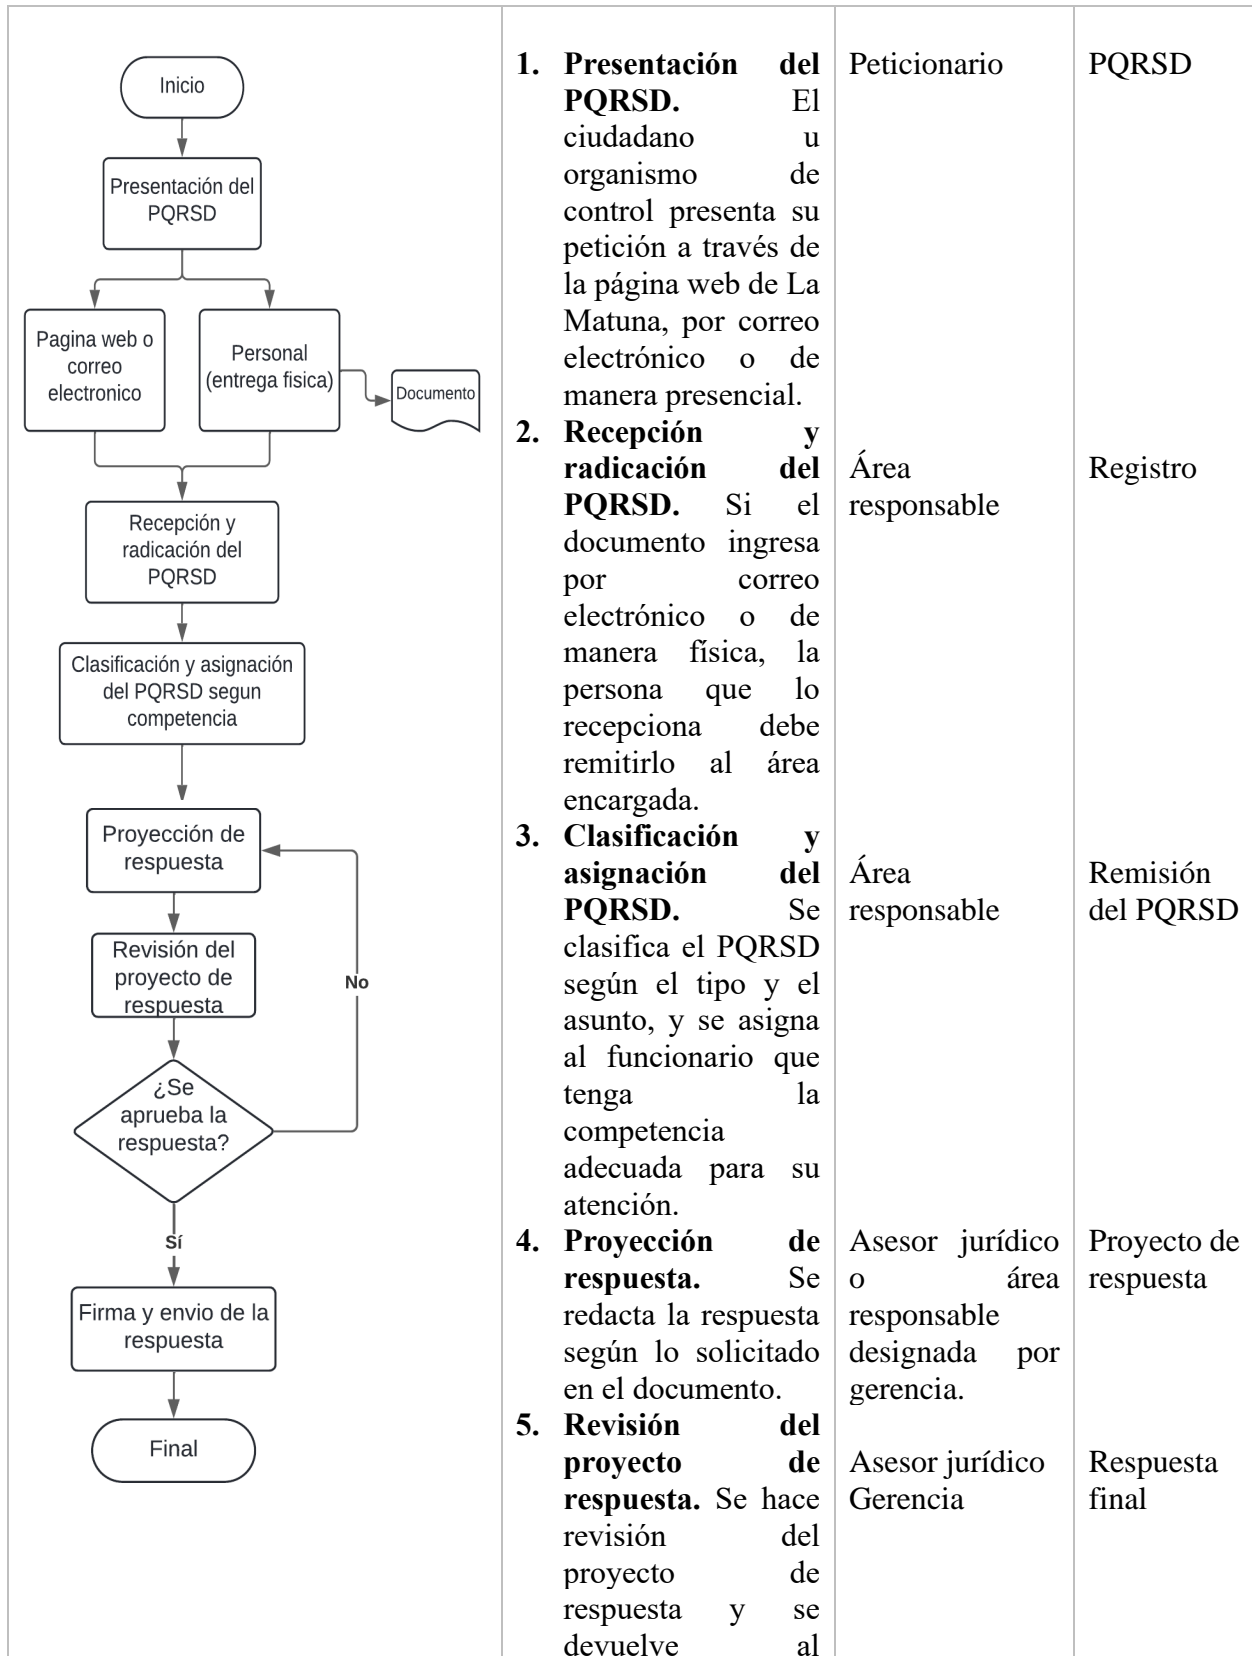 Inicio
Presentación del
PQRSD
Pagina web o
correo
electronico
Personal
(entrega fisica)
Documento
Recepción y
radicación del
PQRSD
Clasificación y asignación
del PQRSD segun
competencia
Proyección de
respuesta
Revisión del
proyecto de
respuesta
No
¿Se
aprueba la
respuesta?
Sí
Firma y envio de la
respuesta
Final
1. Presentación del
PQRSD. El
ciudadano u
organismo de
control presenta su
petición a través de
la página web de La
Matuna, por correo
electrónico o de
manera presencial.
Peticionario
PQRSD
2. Recepción y
radicación del
PQRSD. Si el
documento ingresa
por correo
electrónico o de
manera física, la
persona que lo
recepciona debe
remitirlo al área
encargada.
Área
responsable
Registro
3. Clasificación y
asignación del
PQRSD. Se
clasifica el PQRSD
según el tipo y el
asunto, y se asigna
al funcionario que
tenga la
competencia
adecuada para su
atención.
Área
responsable
Remisión
del PQRSD
4. Proyección de
respuesta. Se
redacta la respuesta
según lo solicitado
en el documento.
Asesor jurídico
o área
responsable
designada por
gerencia.
Proyecto de
respuesta
5. Revisión del
proyecto de
respuesta. Se hace
revisión del
proyecto de
respuesta y se
devuelve al
Asesor jurídico
Gerencia
Respuesta
final